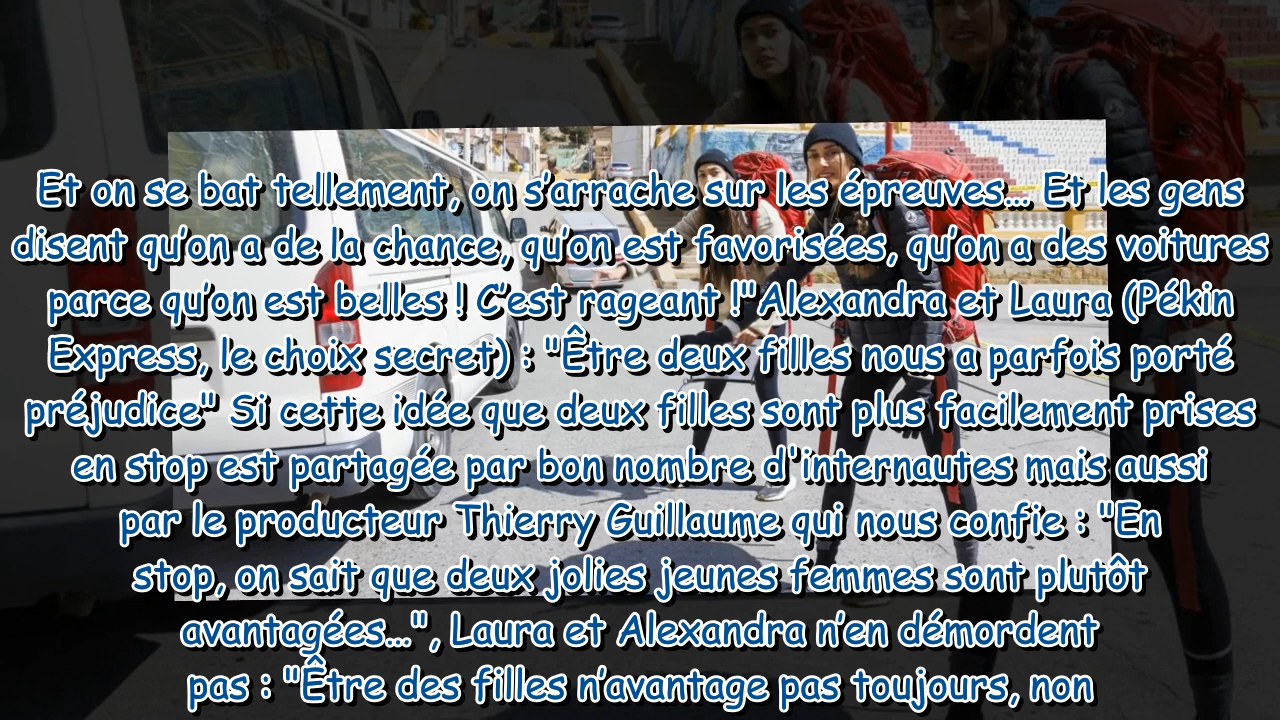 Et on se bat tellement, on s’arrache sur les épreuves... Et les gens
disent qu’on a de la chance, qu’on est favorisées, qu’on a des voitures
parce qu’on est belles ! C’est rageant !"Alexandra et Laura (Pékin
Express, le choix secret) : "Être deux filles nous a parfois porté
préjudice" Si cette idée que deux filles sont plus facilement prises
en stop est partagée par bon nombre d'internautes mais aussi
par le producteur Thierry Guillaume qui nous confie : "En
stop, on sait que deux jolies jeunes femmes sont plutôt
avantagées...", Laura et Alexandra n’en démordent
pas : "Être des filles n’avantage pas toujours, non